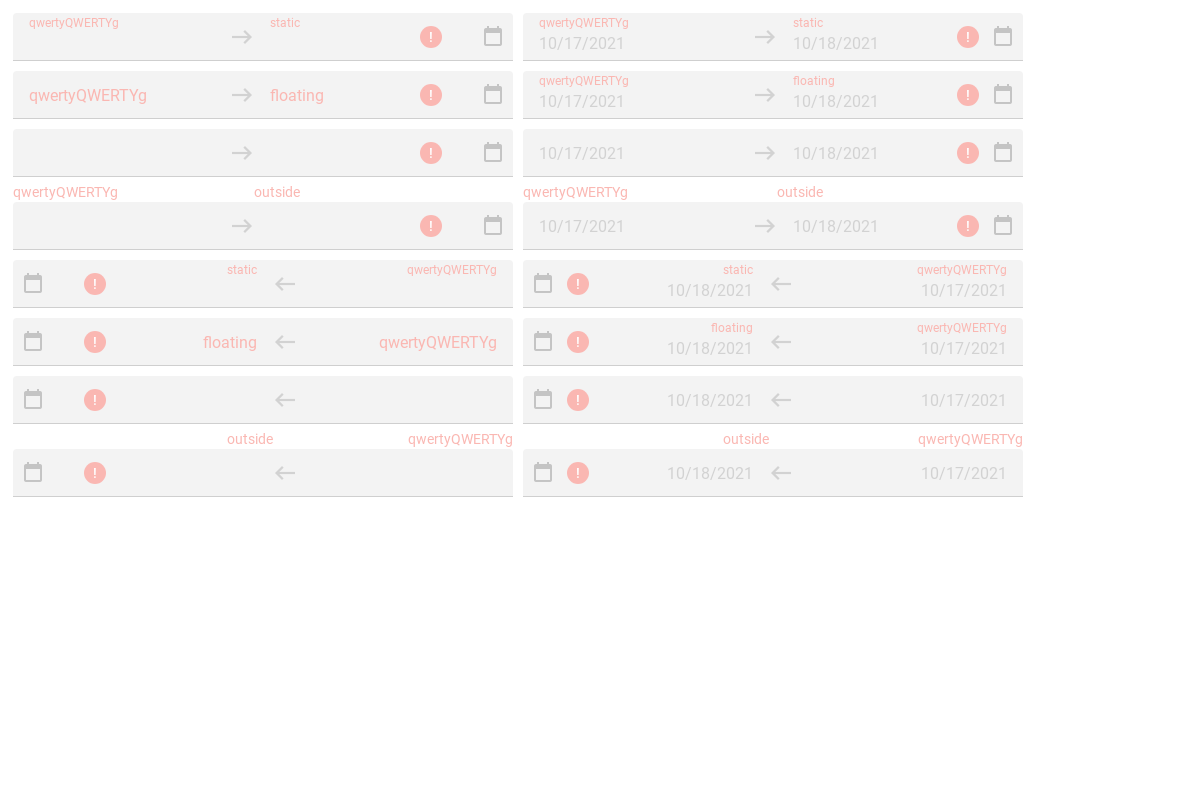 qwertyQWERTYg static qwertyQWERTYg static
10/17/2021 10/18/2021
qwertyQWERTYg floating qwertyQWERTYg floating
10/17/2021 10/18/2021
10/17/2021 10/18/2021
qwertyQWERTYg outside qwertyQWERTYg outside
10/17/2021 10/18/2021
static qwertyQWERTYg static qwertyQWERTYg
10/18/2021 10/17/2021
floating qwertyQWERTYg floating qwertyQWERTYg
10/18/2021 10/17/2021
10/18/2021 10/17/2021
outside qwertyQWERTYg outside qwertyQWERTYg
10/18/2021 10/17/2021